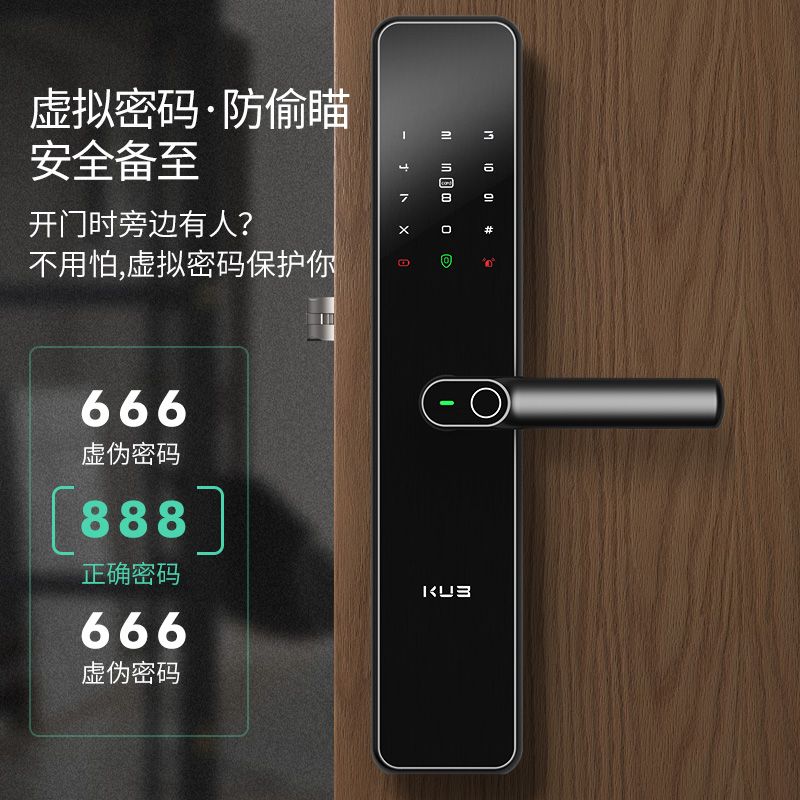 虚拟密码·防偷瞄
安全备至
开门时旁边有人?
不用怕,虚拟密码保护你
666
虚伪密码
888
正确密码
666
虚伪密码
1 2 3
4 5 6
CARD
7 8 9
X 0 #
KUB